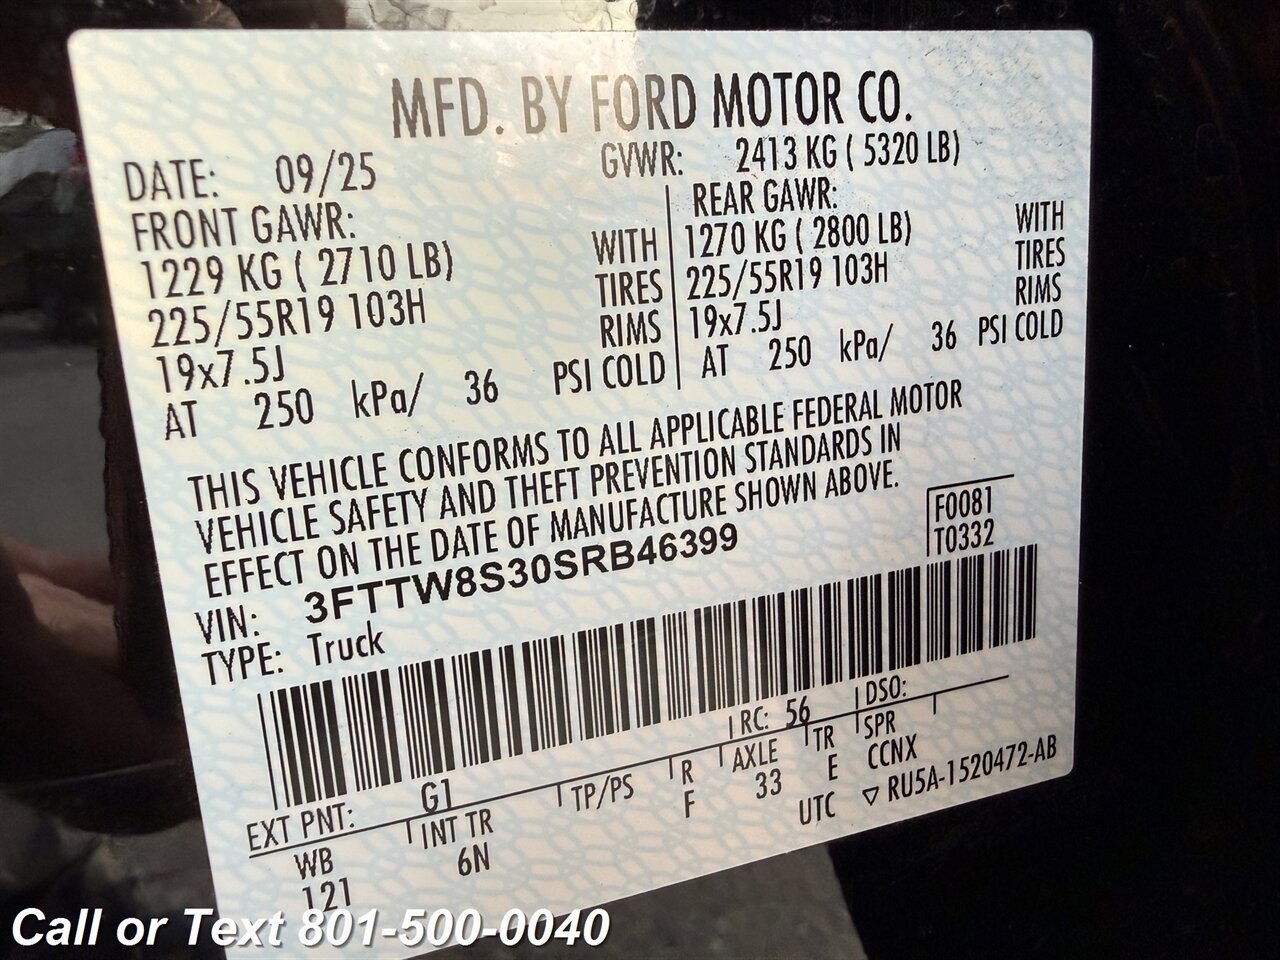 MFD. BY FORD MOTOR CO.
DATE: 09/25 GVWR: 2413 KG ( 5320 LB)
FRONT GAWR:
1229 KG ( 2710 LB) WITH
225/55R19 103H TIRES
19x7.5J RIMS
AT 250 kPa/ 36 PSI COLD
REAR GAWR:
1270 KG ( 2800 LB) WITH
225/55R19 103H TIRES
19x7.5J RIMS
AT 250 kPa/ 36 PSI COLD
THIS VEHICLE CONFORMS TO ALL APPLICABLE FEDERAL MOTOR
VEHICLE SAFETY AND THEFT PREVENTION STANDARDS IN
EFFECT ON THE DATE OF MANUFACTURE SHOWN ABOVE.
F0081
T0332
VIN: 3FTTW8S30SRB46399
TYPE: Truck
EXT PNT: G1 RC: 56 DSO:
WB INT TR TP/PS R AXLE TR SPR
121 6N F 33 E CCNX
UTC ▽ RU5A-1520472-AB
Call or Text 801-500-0040